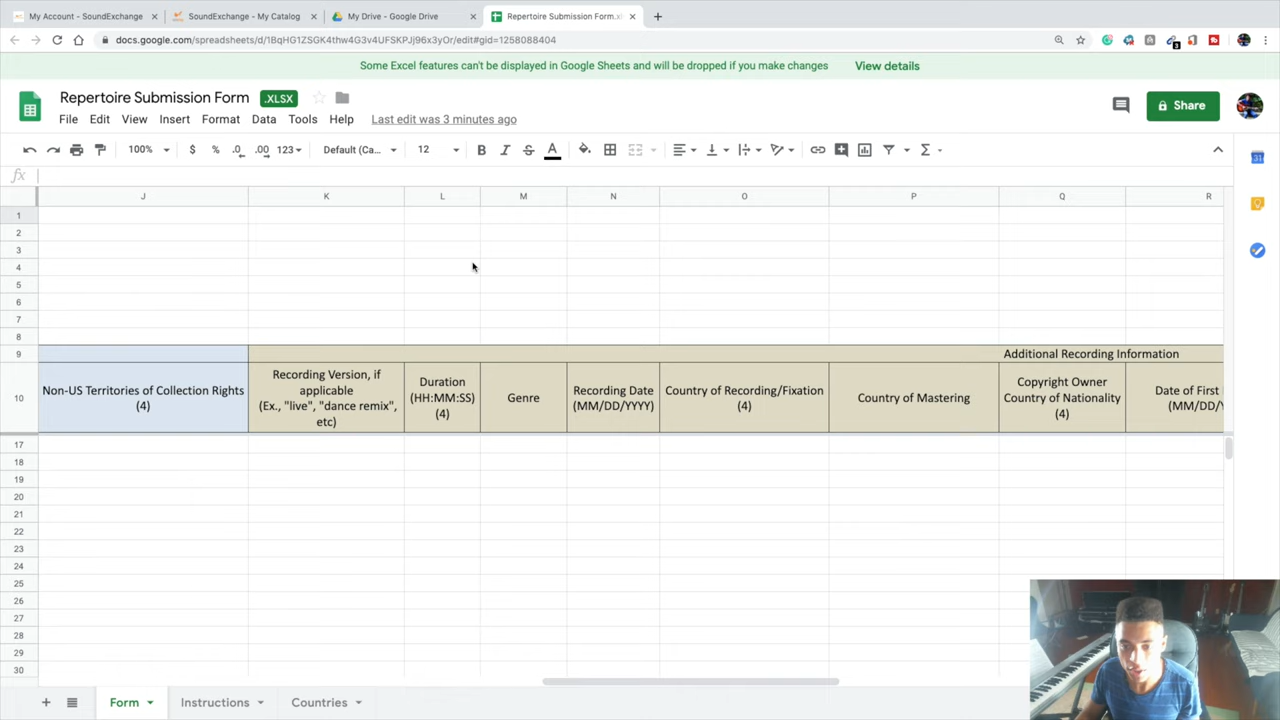 My Account - SoundExchange
SoundExchange - My Catalog
My Drive - Google Drive
Repertoire Submission Form.xl
docs.google.com/spreadsheets/d/1BqHG1ZSGK4thw4G3v4UFSKPJj96x3yOr/edit#gid=1258088404
Some Excel features can't be displayed in Google Sheets and will be dropped if you make changes
View details
Repertoire Submission Form
.XLSX
Share
File
Edit
View
Insert
Format
Data
Tools
Help
Last edit was 3 minutes ago
100%
$
%
.0
.00
123
Default (Ca...
12
B
I
S
A
fx
J
K
L
M
N
O
P
Q
R
1
2
3
4
5
6
7
8
9
Additional Recording Information
10
Non-US Territories of Collection Rights
(4)
Recording Version, if
applicable
(Ex., "live", "dance remix",
etc)
Duration
(HH:MM:SS)
(4)
Genre
Recording Date
(MM/DD/YYYY)
Country of Recording/Fixation
(4)
Country of Mastering
Copyright Owner
Country of Nationality
(4)
Date of First
(MM/DD/Y
17
18
19
20
21
22
23
24
25
26
27
28
29
30
Form
Instructions
Countries